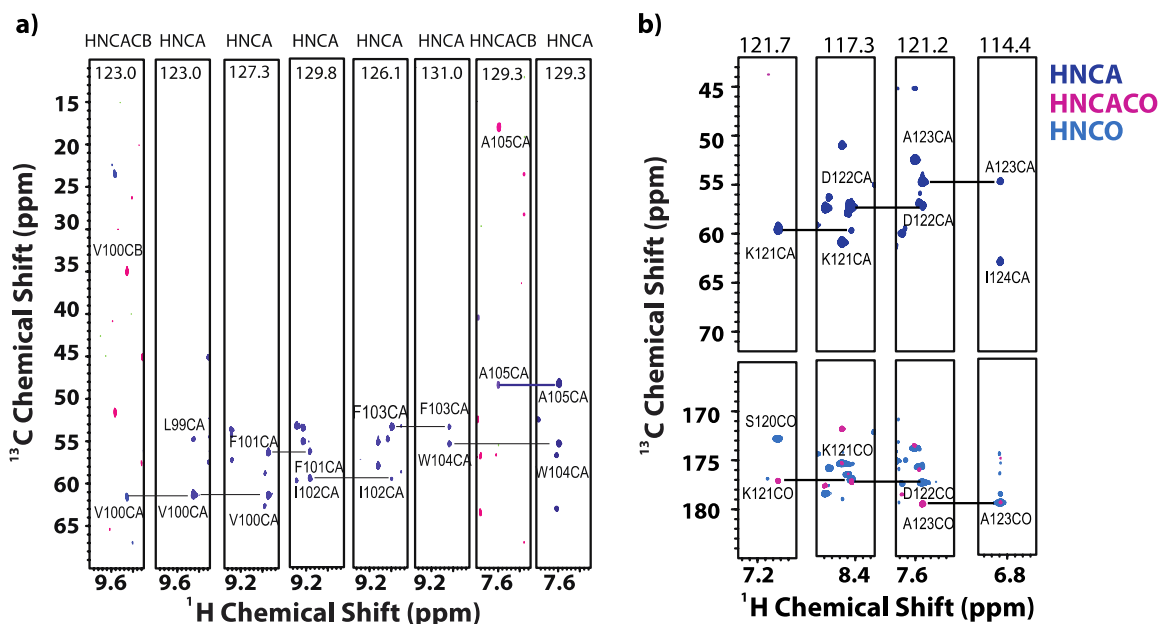 a)
HNCACB HNCA HNCA HNCA HNCA HNCA HNCACB HNCA
123.0 123.0 127.3 129.8 126.1 131.0 129.3 129.3
15
20
25
30
35
40
45
50
55
60
65
13C Chemical Shift (ppm)
A105CA
V100CB
A105CA
A105CA
L99CA
F101CA
F103CA
F103CA
F101CA
W104CA
W104CA
I102CA
I102CA
V100CA
V100CA
V100CA
9.6 9.6 9.2 9.2 9.2 9.2 7.6 7.6
1H Chemical Shift (ppm)
b)
121.7 117.3 121.2 114.4
HNCA
HNCACO
HNCO
45
50
55
60
65
70
A123CA
A123CA
D122CA
D122CA
K121CA
K121CA
I124CA
170
175
180
13C Chemical Shift (ppm)
S120CO
K121CO
K121CO
D122CO
A123CO
A123CO
7.2 8.4 7.6 6.8
1H Chemical Shift (ppm)